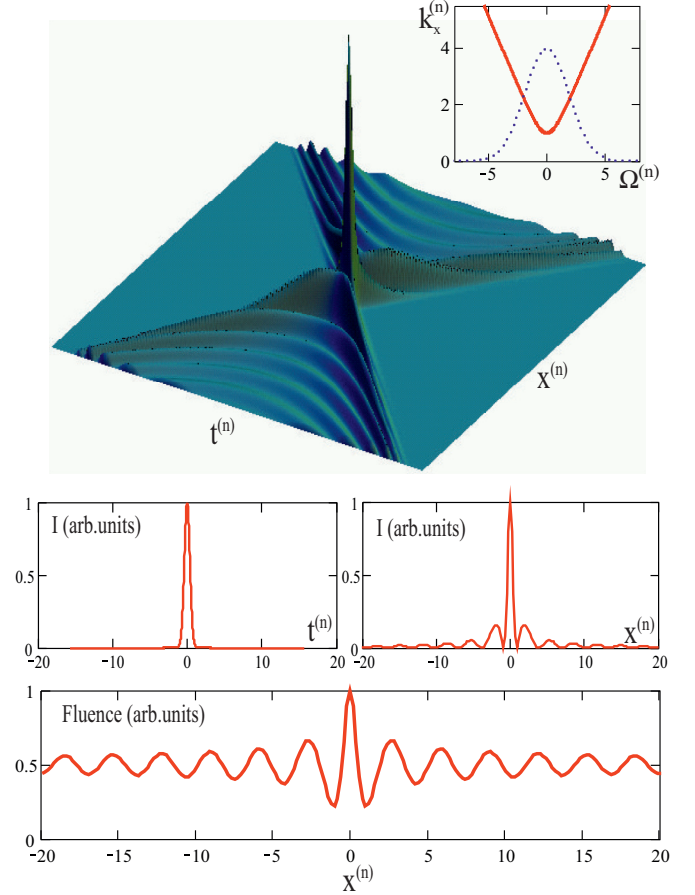 k_x^(n)
4
2
0
−5 0 5
Ω^(n)
x^(n)
t^(n)
1
I (arb.units)
0.5
t^(n)
0
−20 −10 0 10 20
1
I (arb.units)
0.5
x^(n)
0
−20 −10 0 10 20
1
Fluence (arb.units)
0.5
0
−20 −15 −10 −5 0 5 10 15 20
x^(n)